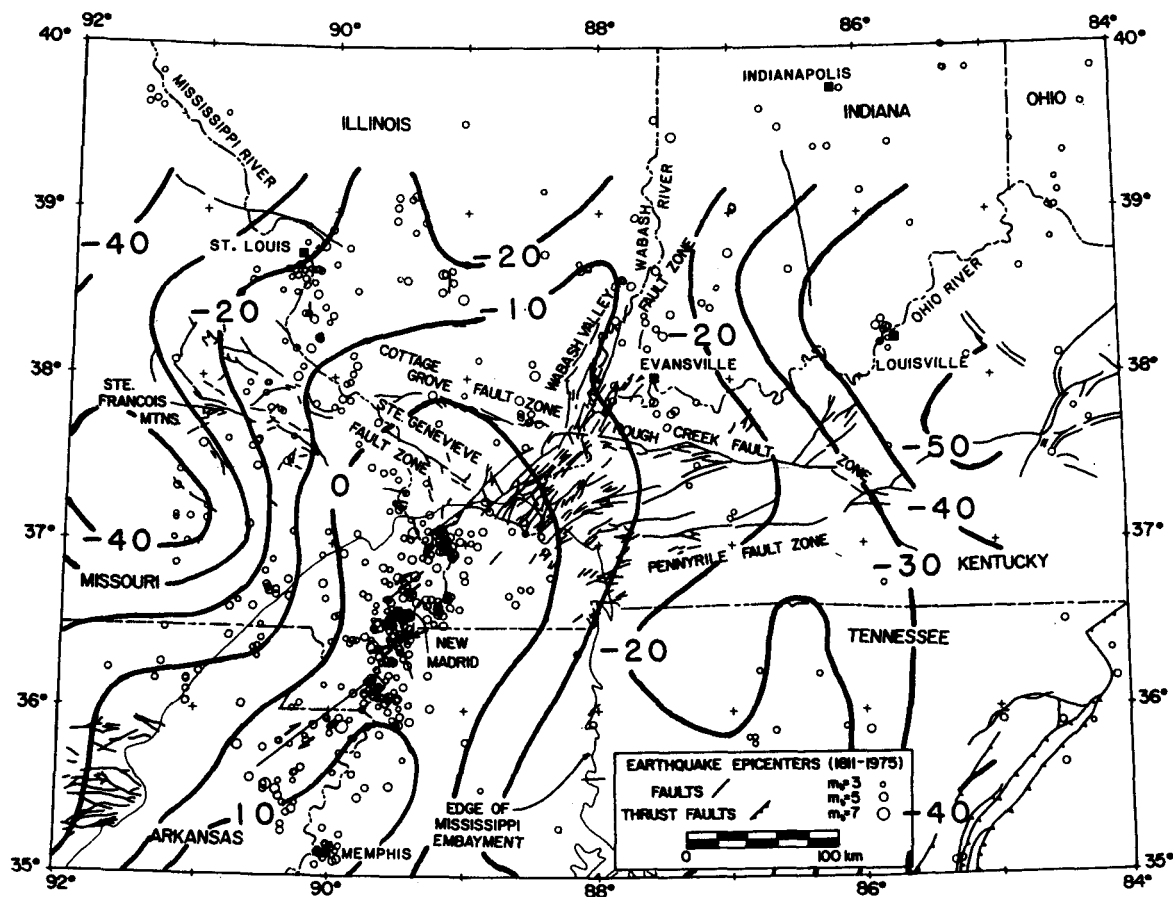 92°
90°
88°
86°
84°
40°
40°
MISSISSIPPI RIVER
ILLINOIS
INDIANAPOLIS
INDIANA
OHIO
39°
39°
-40
ST. LOUIS
-20
WABASH RIVER
-20
-10
WABASH VALLEY FAULT ZONE
-20
OHIO RIVER
38°
38°
COTTAGE GROVE FAULT ZONE
EVANSVILLE
LOUISVILLE
STE. FRANCOIS MTNS.
STE. GENEVIEVE FAULT ZONE
ROUGH CREEK FAULT ZONE
-50
0
-40
37°
37°
-40
PENNYRILE FAULT ZONE
-30
KENTUCKY
MISSOURI
NEW MADRID
-20
TENNESSEE
36°
36°
EARTHQUAKE EPICENTERS (1811-1975)
FAULTS
THRUST FAULTS
mb=3
mb=5
mb=7
0
100 km
-40
-10
ARKANSAS
EDGE OF MISSISSIPPI EMBAYMENT
MEMPHIS
35°
35°
92°
90°
88°
86°
84°